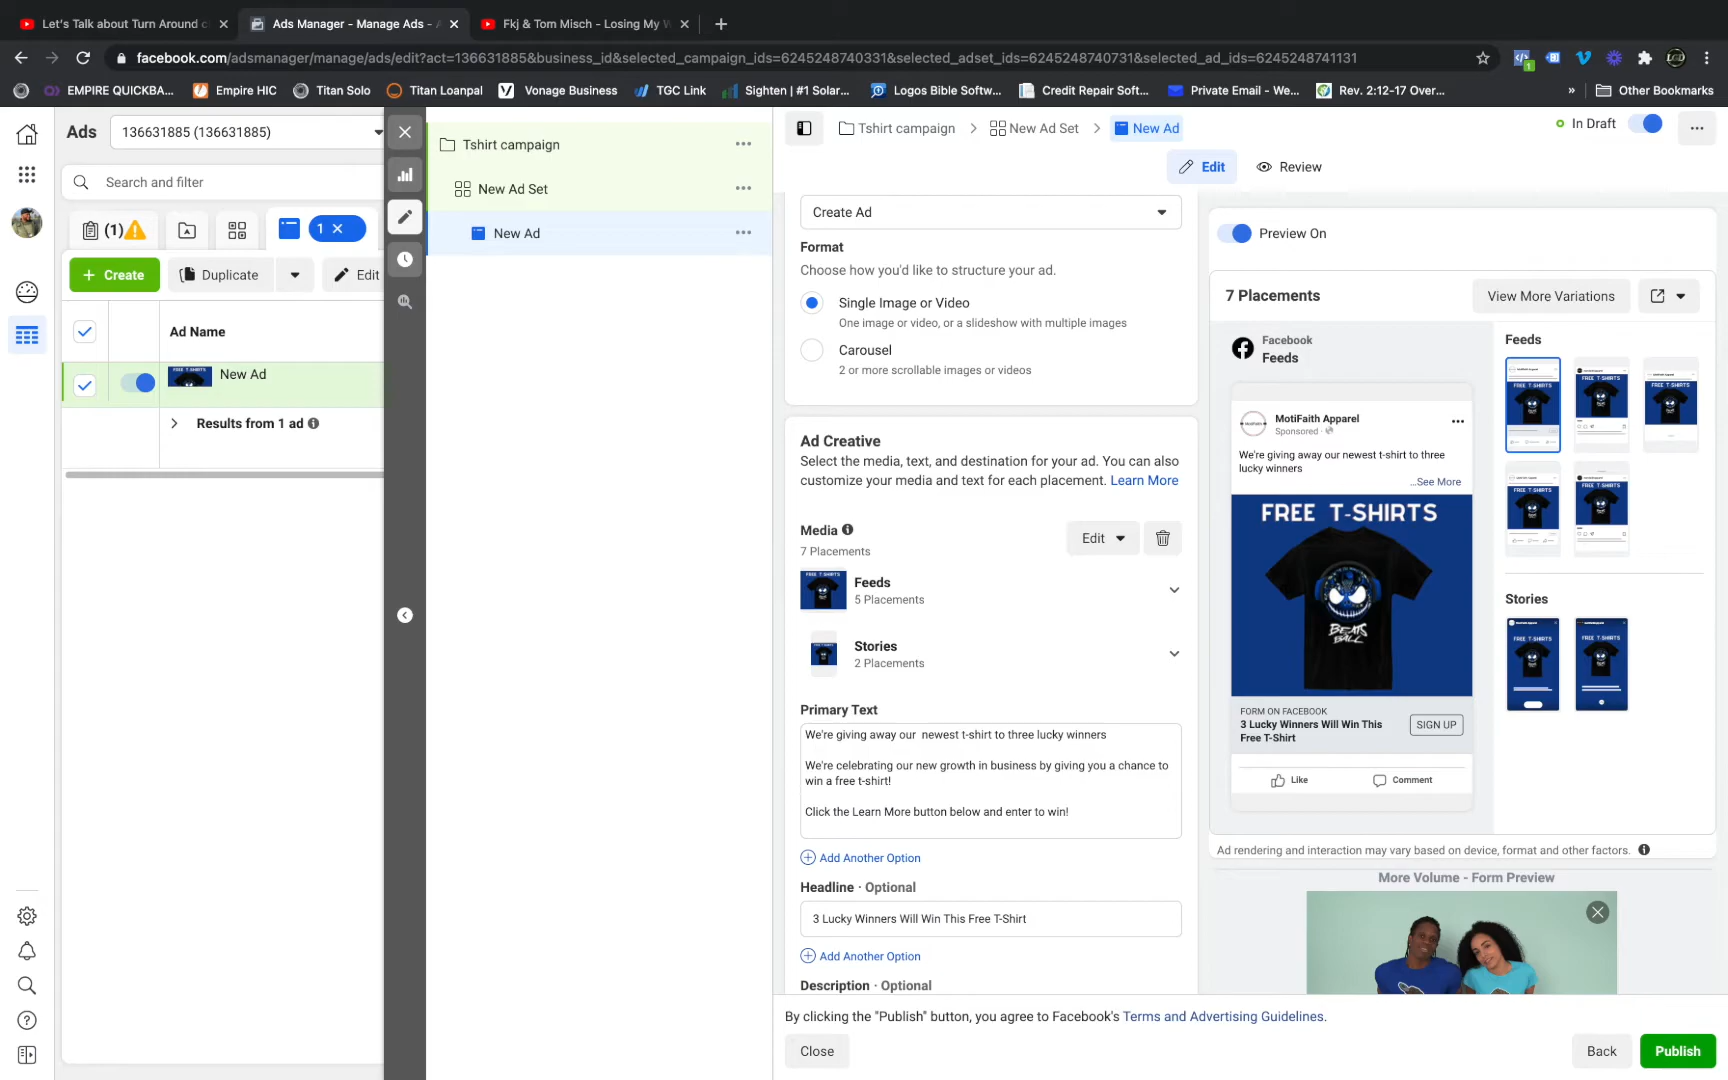 Let's Talk about Turn Around o
Ads Manager - Manage Ads - A
Fkj & Tom Misch - Losing My W
facebook.com/adsmanager/manage/ads/edit?act=136631885&business_id&selected_campaign_ids=6245248740331&selected_adset_ids=6245248740731&selected_ad_ids=6245248741131
EMPIRE QUICKBA...
Empire HIC
Titan Solo
Titan Loanpal
Vonage Business
TGC Link
Sighten | #1 Solar...
Logos Bible Softw...
Credit Repair Soft...
Private Email - We...
Rev. 2:12-17 Over...
»
Other Bookmarks
Ads
136631885 (136631885)
Search and filter
(1)
1
Create
Duplicate
Edit
Ad Name
New Ad
Results from 1 ad
Tshirt campaign
New Ad Set
New Ad
Tshirt campaign
New Ad Set
New Ad
In Draft
Edit
Review
Create Ad
Format
Choose how you'd like to structure your ad.
Single Image or Video
One image or video, or a slideshow with multiple images
Carousel
2 or more scrollable images or videos
Ad Creative
Select the media, text, and destination for your ad. You can also
customize your media and text for each placement. Learn More
Media
7 Placements
Edit
Feeds
5 Placements
Stories
2 Placements
Primary Text
We're giving away our newest t-shirt to three lucky winners
We're celebrating our new growth in business by giving you a chance to
win a free t-shirt!
Click the Learn More button below and enter to win!
Add Another Option
Headline · Optional
3 Lucky Winners Will Win This Free T-Shirt
Add Another Option
Description · Optional
Preview On
7 Placements
View More Variations
Facebook
Feeds
MotiFaith Apparel
Sponsored ·
We're giving away our newest t-shirt to three
lucky winners
...See More
FREE T-SHIRTS
BEATS
BALL
FORM ON FACEBOOK
3 Lucky Winners Will Win This
Free T-Shirt
SIGN UP
Like
Comment
Feeds
Stories
Ad rendering and interaction may vary based on device, format and other factors.
More Volume - Form Preview
By clicking the "Publish" button, you agree to Facebook's Terms and Advertising Guidelines.
Close
Back
Publish